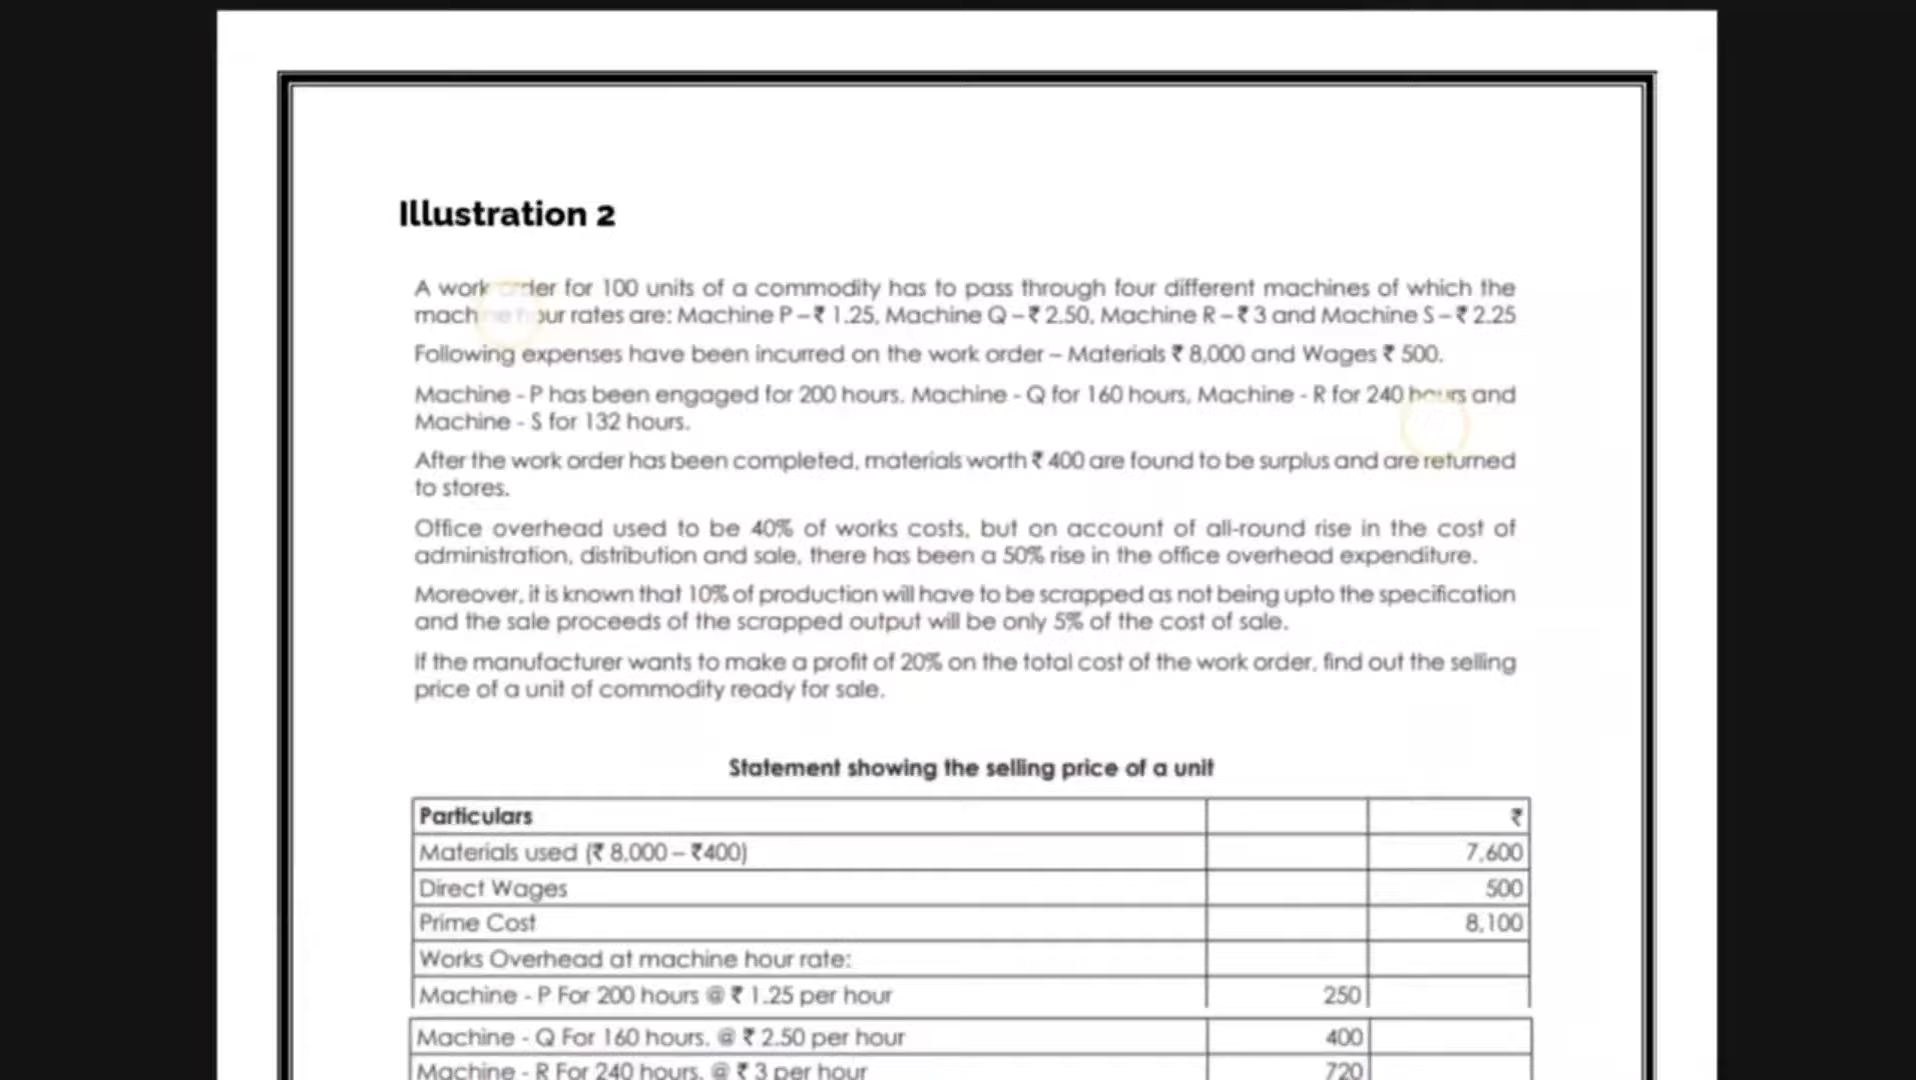 Illustration 2
A work order for 100 units of a commodity has to pass through four different machines of which the
machine hour rates are: Machine P – ₹ 1.25, Machine Q – ₹ 2.50, Machine R – ₹ 3 and Machine S – ₹ 2.25
Following expenses have been incurred on the work order – Materials ₹ 8,000 and Wages ₹ 500.
Machine - P has been engaged for 200 hours. Machine - Q for 160 hours, Machine - R for 240 hours and
Machine - S for 132 hours.
After the work order has been completed, materials worth ₹ 400 are found to be surplus and are returned
to stores.
Office overhead used to be 40% of works costs, but on account of all-round rise in the cost of
administration, distribution and sale, there has been a 50% rise in the office overhead expenditure.
Moreover, it is known that 10% of production will have to be scrapped as not being upto the specification
and the sale proceeds of the scrapped output will be only 5% of the cost of sale.
If the manufacturer wants to make a profit of 20% on the total cost of the work order, find out the selling
price of a unit of commodity ready for sale.
Statement showing the selling price of a unit
Particulars ₹
Materials used (₹ 8,000 – ₹400) 7,600
Direct Wages 500
Prime Cost 8,100
Works Overhead at machine hour rate:
Machine - P For 200 hours @ ₹ 1.25 per hour 250
Machine - Q For 160 hours. @ ₹ 2.50 per hour 400
Machine - R For 240 hours. @ ₹ 3 per hour 720